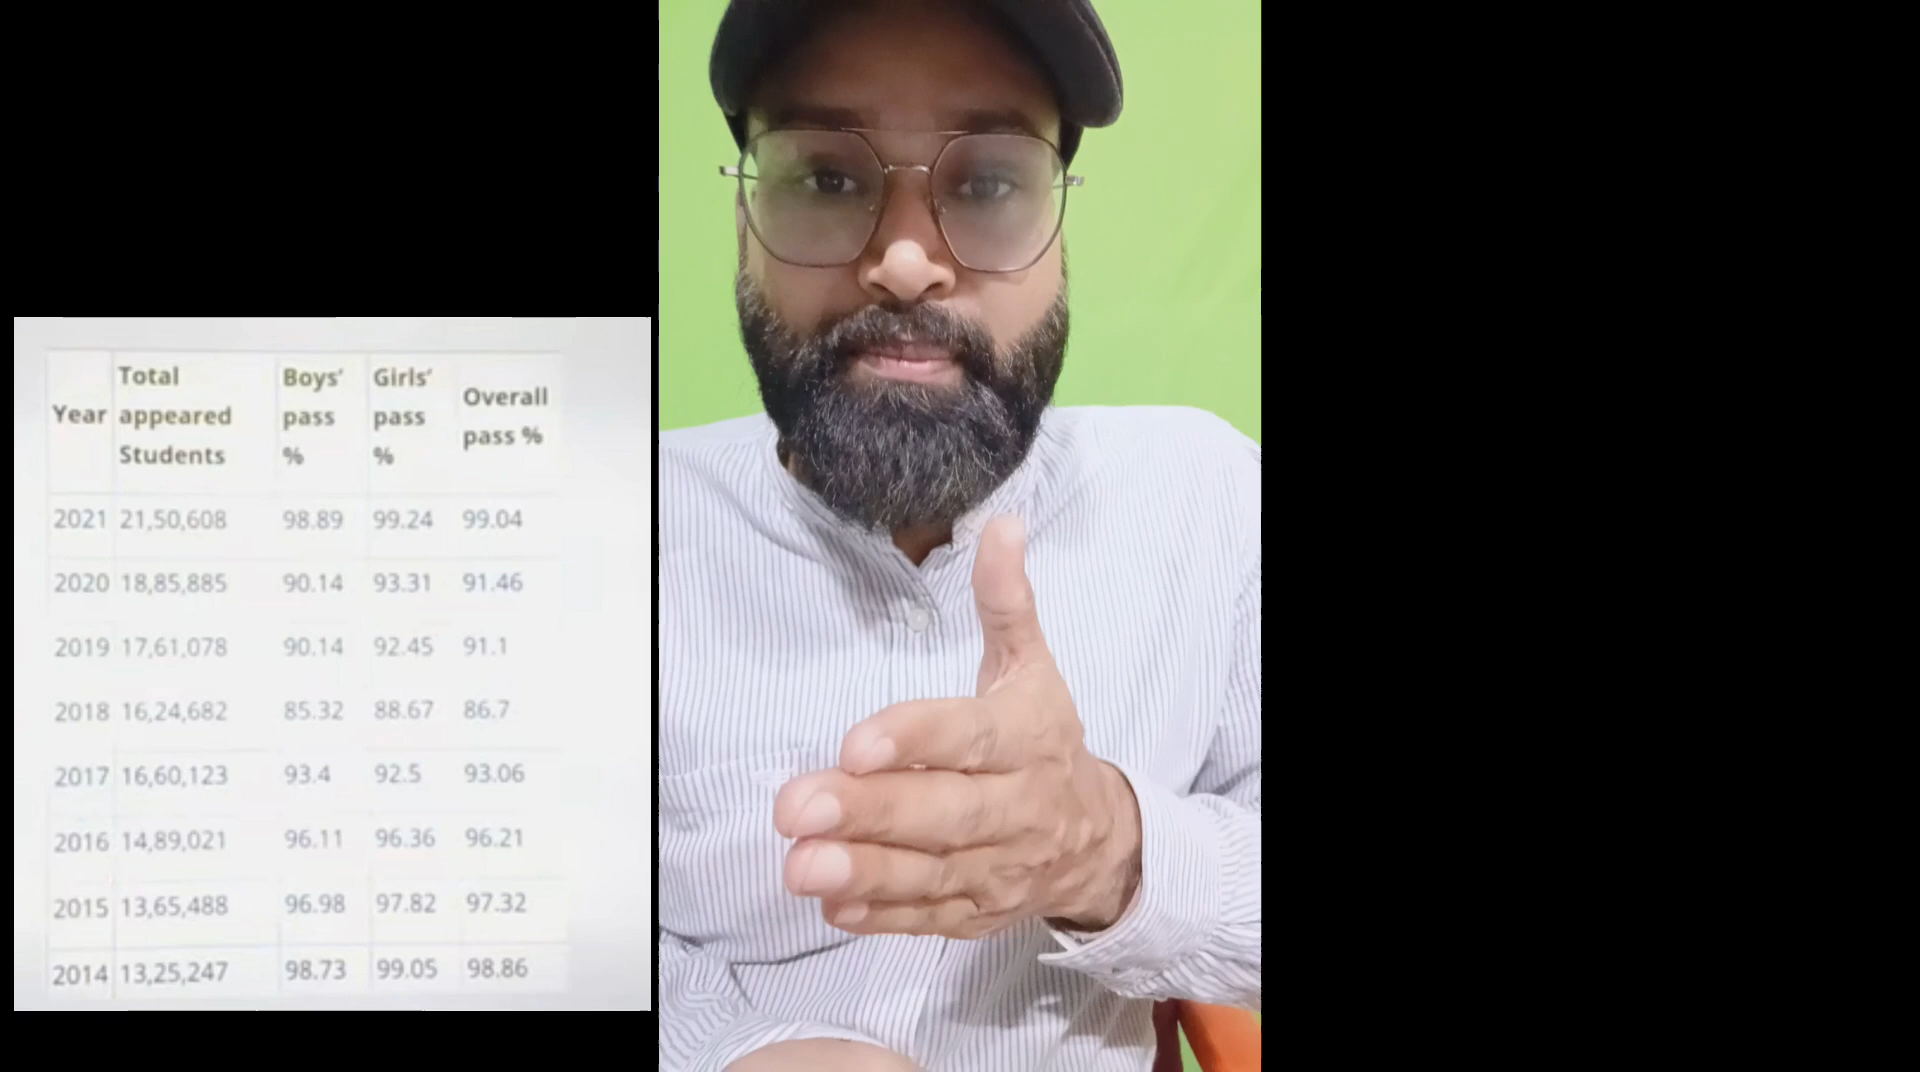 Year Total appeared Students Boys' pass % Girls' pass % Overall pass %
2021 21,50,608 98.89 99.24 99.04
2020 18,85,885 90.14 93.31 91.46
2019 17,61,078 90.14 92.45 91.1
2018 16,24,682 85.32 88.67 86.7
2017 16,60,123 93.4 92.5 93.06
2016 14,89,021 96.11 96.36 96.21
2015 13,65,488 96.98 97.82 97.32
2014 13,25,247 98.73 99.05 98.86